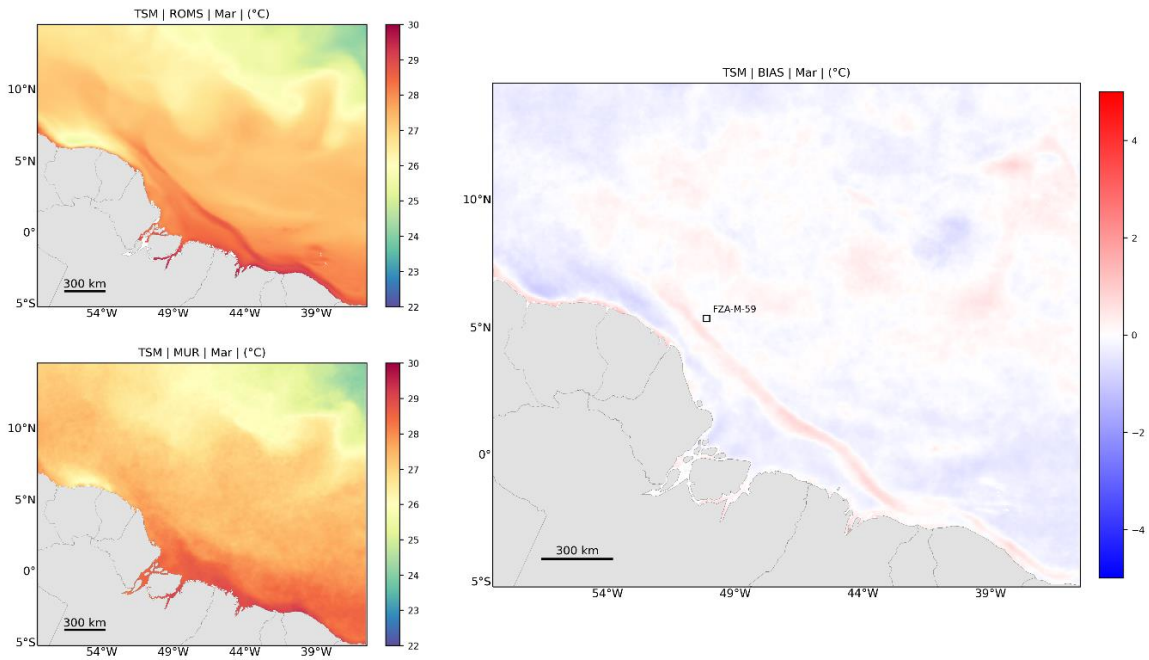 TSM | ROMS | Mar | (°C)
30
29
28
27
26
25
24
23
22
10°N
5°N
0°
5°S
300 km
54°W
49°W
44°W
39°W
TSM | MUR | Mar | (°C)
30
29
28
27
26
25
24
23
22
10°N
5°N
0°
5°S
300 km
54°W
49°W
44°W
39°W
TSM | BIAS | Mar | (°C)
FZA-M-59
10°N
5°N
0°
5°S
300 km
54°W
49°W
44°W
39°W
4
2
0
−2
−4